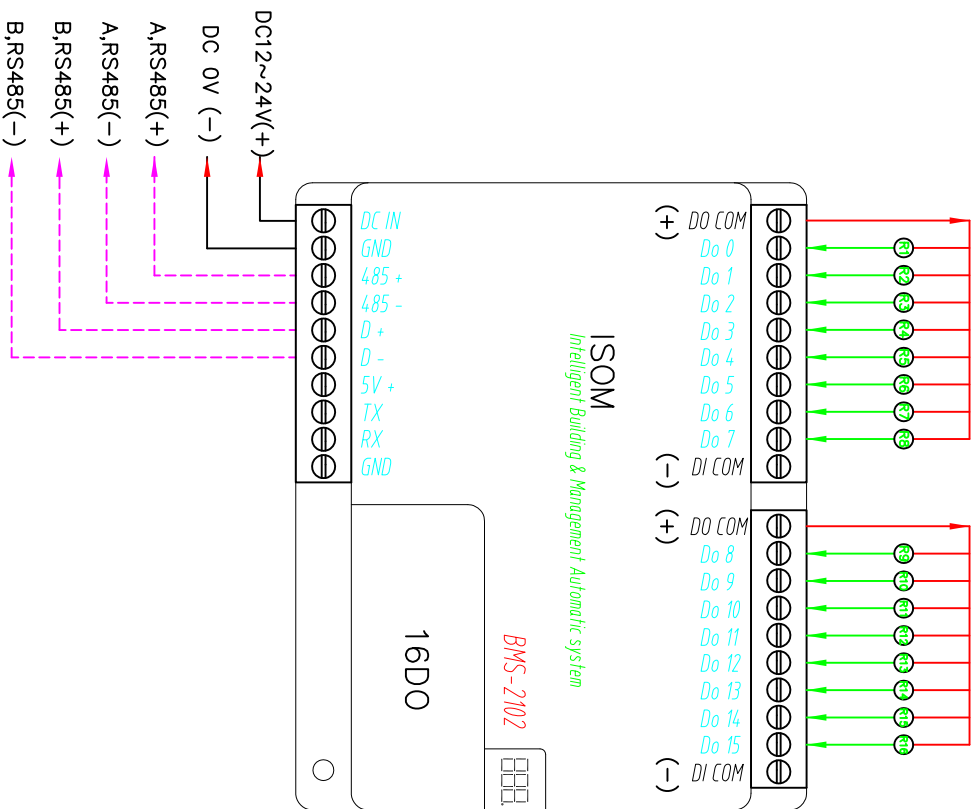 DC12~24V(+)
DC 0V (-)
A,RS485(+)
A,RS485(-)
B,RS485(+)
B,RS485(-)
DC IN
GND
485 +
485 -
D +
D -
5V +
TX
RX
GND
ISOM
Intelligent Building & Management Automatic system
BMS-2102
16DO
(+) DO COM
Do 0
Do 1
Do 2
Do 3
Do 4
Do 5
Do 6
Do 7
(-) DI COM
(+) DO COM
Do 8
Do 9
Do 10
Do 11
Do 12
Do 13
Do 14
Do 15
(-) DI COM
R1
R2
R3
R4
R5
R6
R7
R8
R9
R10
R11
R12
R13
R14
R15
R16
888.